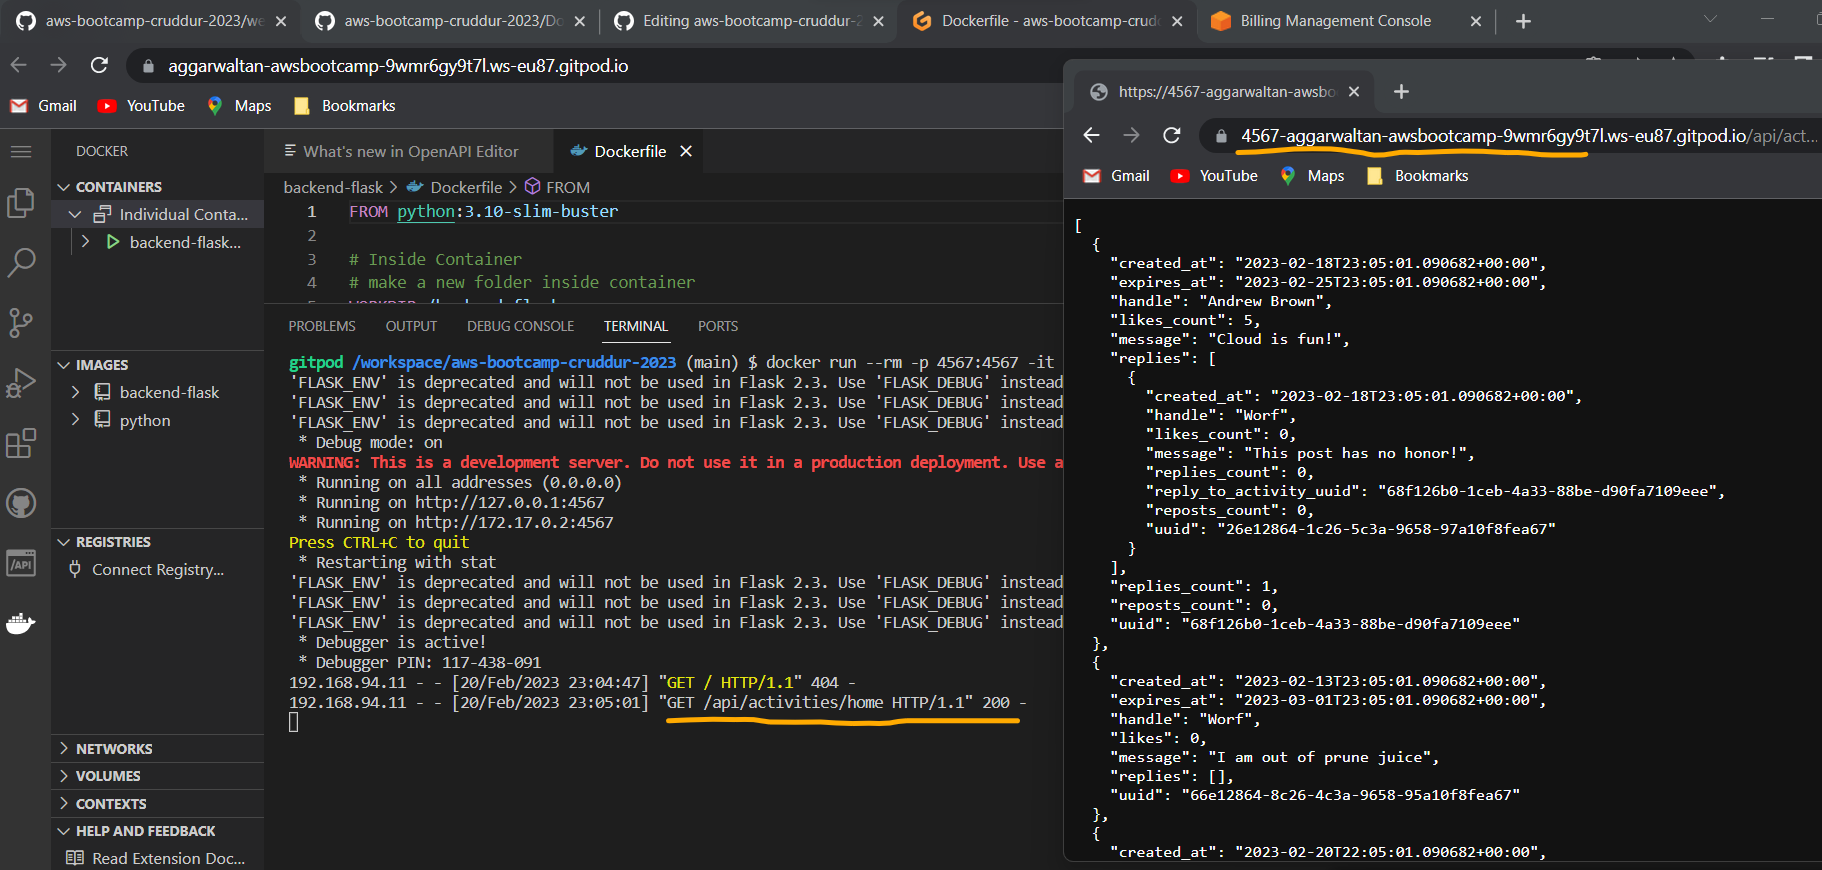 aws-bootcamp-cruddur-2023/we
aws-bootcamp-cruddur-2023/Do
Editing aws-bootcamp-cruddur-2
Dockerfile - aws-bootcamp-crudd
Billing Management Console
aggarwaltan-awsbootcamp-9wmr6gy9t7l.ws-eu87.gitpod.io
Gmail
YouTube
Maps
Bookmarks
DOCKER
CONTAINERS
Individual Conta...
backend-flask...
IMAGES
backend-flask
python
REGISTRIES
Connect Registry...
NETWORKS
VOLUMES
CONTEXTS
HELP AND FEEDBACK
Read Extension Doc...
/API
What's new in OpenAPI Editor
Dockerfile
backend-flask > Dockerfile > FROM
1 FROM python:3.10-slim-buster
2
3 # Inside Container
4 # make a new folder inside container
PROBLEMS OUTPUT DEBUG CONSOLE TERMINAL PORTS
gitpod /workspace/aws-bootcamp-cruddur-2023 (main) $ docker run --rm -p 4567:4567 -it
'FLASK_ENV' is deprecated and will not be used in Flask 2.3. Use 'FLASK_DEBUG' instead
'FLASK_ENV' is deprecated and will not be used in Flask 2.3. Use 'FLASK_DEBUG' instead
'FLASK_ENV' is deprecated and will not be used in Flask 2.3. Use 'FLASK_DEBUG' instead
* Debug mode: on
WARNING: This is a development server. Do not use it in a production deployment. Use a
* Running on all addresses (0.0.0.0)
* Running on http://127.0.0.1:4567
* Running on http://172.17.0.2:4567
Press CTRL+C to quit
* Restarting with stat
'FLASK_ENV' is deprecated and will not be used in Flask 2.3. Use 'FLASK_DEBUG' instead
'FLASK_ENV' is deprecated and will not be used in Flask 2.3. Use 'FLASK_DEBUG' instead
'FLASK_ENV' is deprecated and will not be used in Flask 2.3. Use 'FLASK_DEBUG' instead
* Debugger is active!
* Debugger PIN: 117-438-091
192.168.94.11 - - [20/Feb/2023 23:04:47] "GET / HTTP/1.1" 404 -
192.168.94.11 - - [20/Feb/2023 23:05:01] "GET /api/activities/home HTTP/1.1" 200 -
https://4567-aggarwaltan-awsbo
4567-aggarwaltan-awsbootcamp-9wmr6gy9t7l.ws-eu87.gitpod.io/api/act...
Gmail
YouTube
Maps
Bookmarks
[
{
"created_at": "2023-02-18T23:05:01.090682+00:00",
"expires_at": "2023-02-25T23:05:01.090682+00:00",
"handle": "Andrew Brown",
"likes_count": 5,
"message": "Cloud is fun!",
"replies": [
{
"created_at": "2023-02-18T23:05:01.090682+00:00",
"handle": "Worf",
"likes_count": 0,
"message": "This post has no honor!",
"replies_count": 0,
"reply_to_activity_uuid": "68f126b0-1ceb-4a33-88be-d90fa7109eee",
"reposts_count": 0,
"uuid": "26e12864-1c26-5c3a-9658-97a10f8fea67"
}
],
"replies_count": 1,
"reposts_count": 0,
"uuid": "68f126b0-1ceb-4a33-88be-d90fa7109eee"
},
{
"created_at": "2023-02-13T23:05:01.090682+00:00",
"expires_at": "2023-03-01T23:05:01.090682+00:00",
"handle": "Worf",
"likes": 0,
"message": "I am out of prune juice",
"replies": [],
"uuid": "66e12864-8c26-4c3a-9658-95a10f8fea67"
},
{
"created_at": "2023-02-20T22:05:01.090682+00:00",